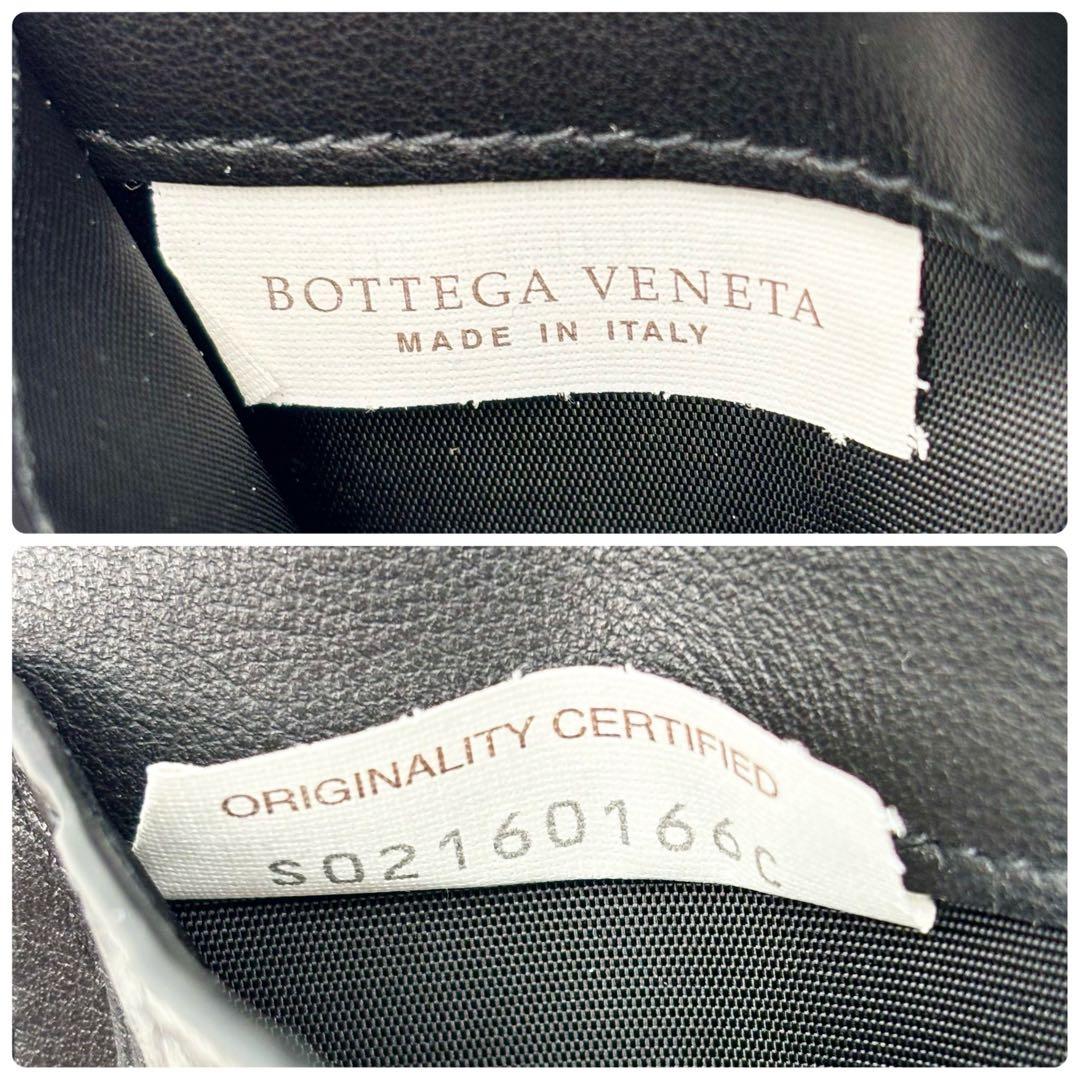 BOTTEGA VENETA
MADE IN ITALY
ORIGINALITY CERTIFIED
S02160166C